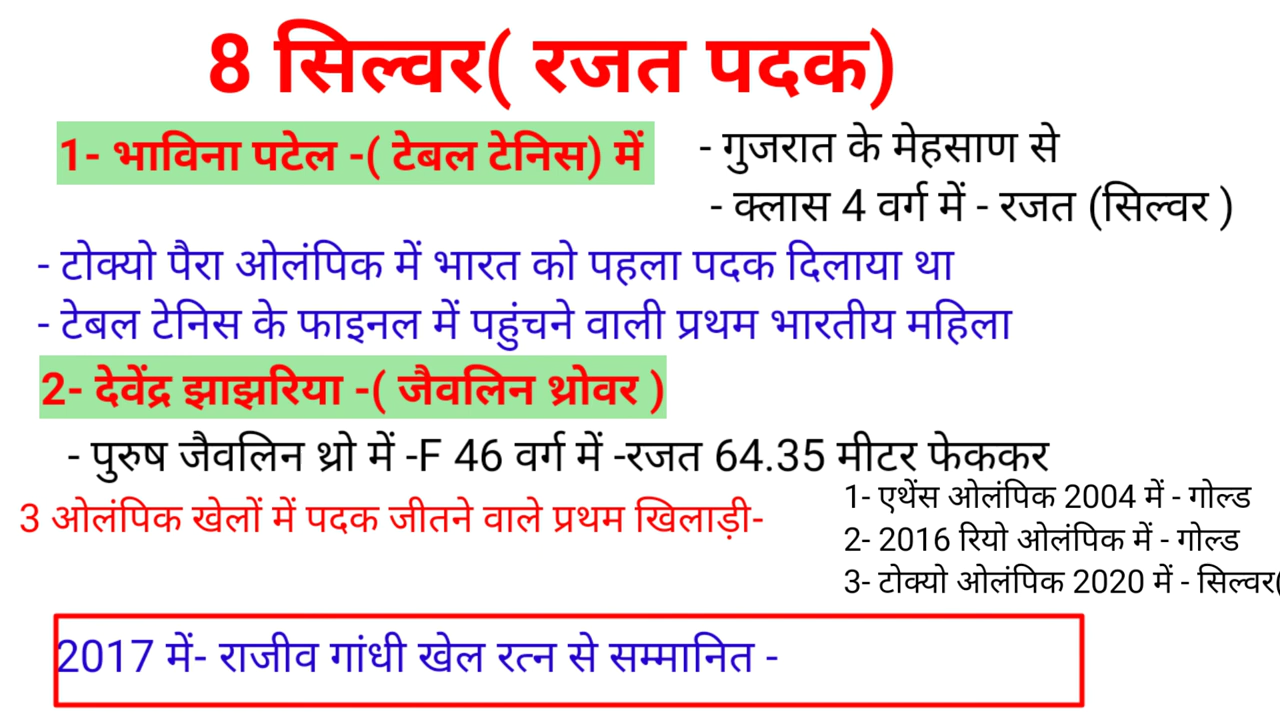 8 सिल्वर( रजत पदक)
1- भाविना पटेल -( टेबल टेनिस) में
- गुजरात के मेहसाण से
- क्लास 4 वर्ग में - रजत (सिल्वर )
- टोक्यो पैरा ओलंपिक में भारत को पहला पदक दिलाया था
- टेबल टेनिस के फाइनल में पहुंचने वाली प्रथम भारतीय महिला
2- देवेंद्र झाझरिया -( जैवलिन थ्रोवर )
- पुरुष जैवलिन थ्रो में -F 46 वर्ग में -रजत 64.35 मीटर फेककर
3 ओलंपिक खेलों में पदक जीतने वाले प्रथम खिलाड़ी-
1- एथेंस ओलंपिक 2004 में - गोल्ड
2- 2016 रियो ओलंपिक में - गोल्ड
3- टोक्यो ओलंपिक 2020 में - सिल्वर(
2017 में- राजीव गांधी खेल रत्न से सम्मानित -